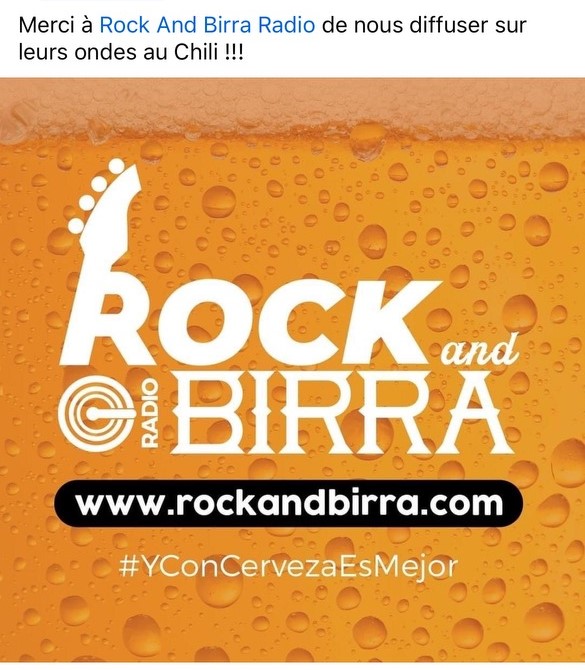 Merci à Rock And Birra Radio de nous diffuser sur
leurs ondes au Chili !!!
ROCK and
RADIO BIRRA
www.rockandbirra.com
#YConCervezaEsMejor